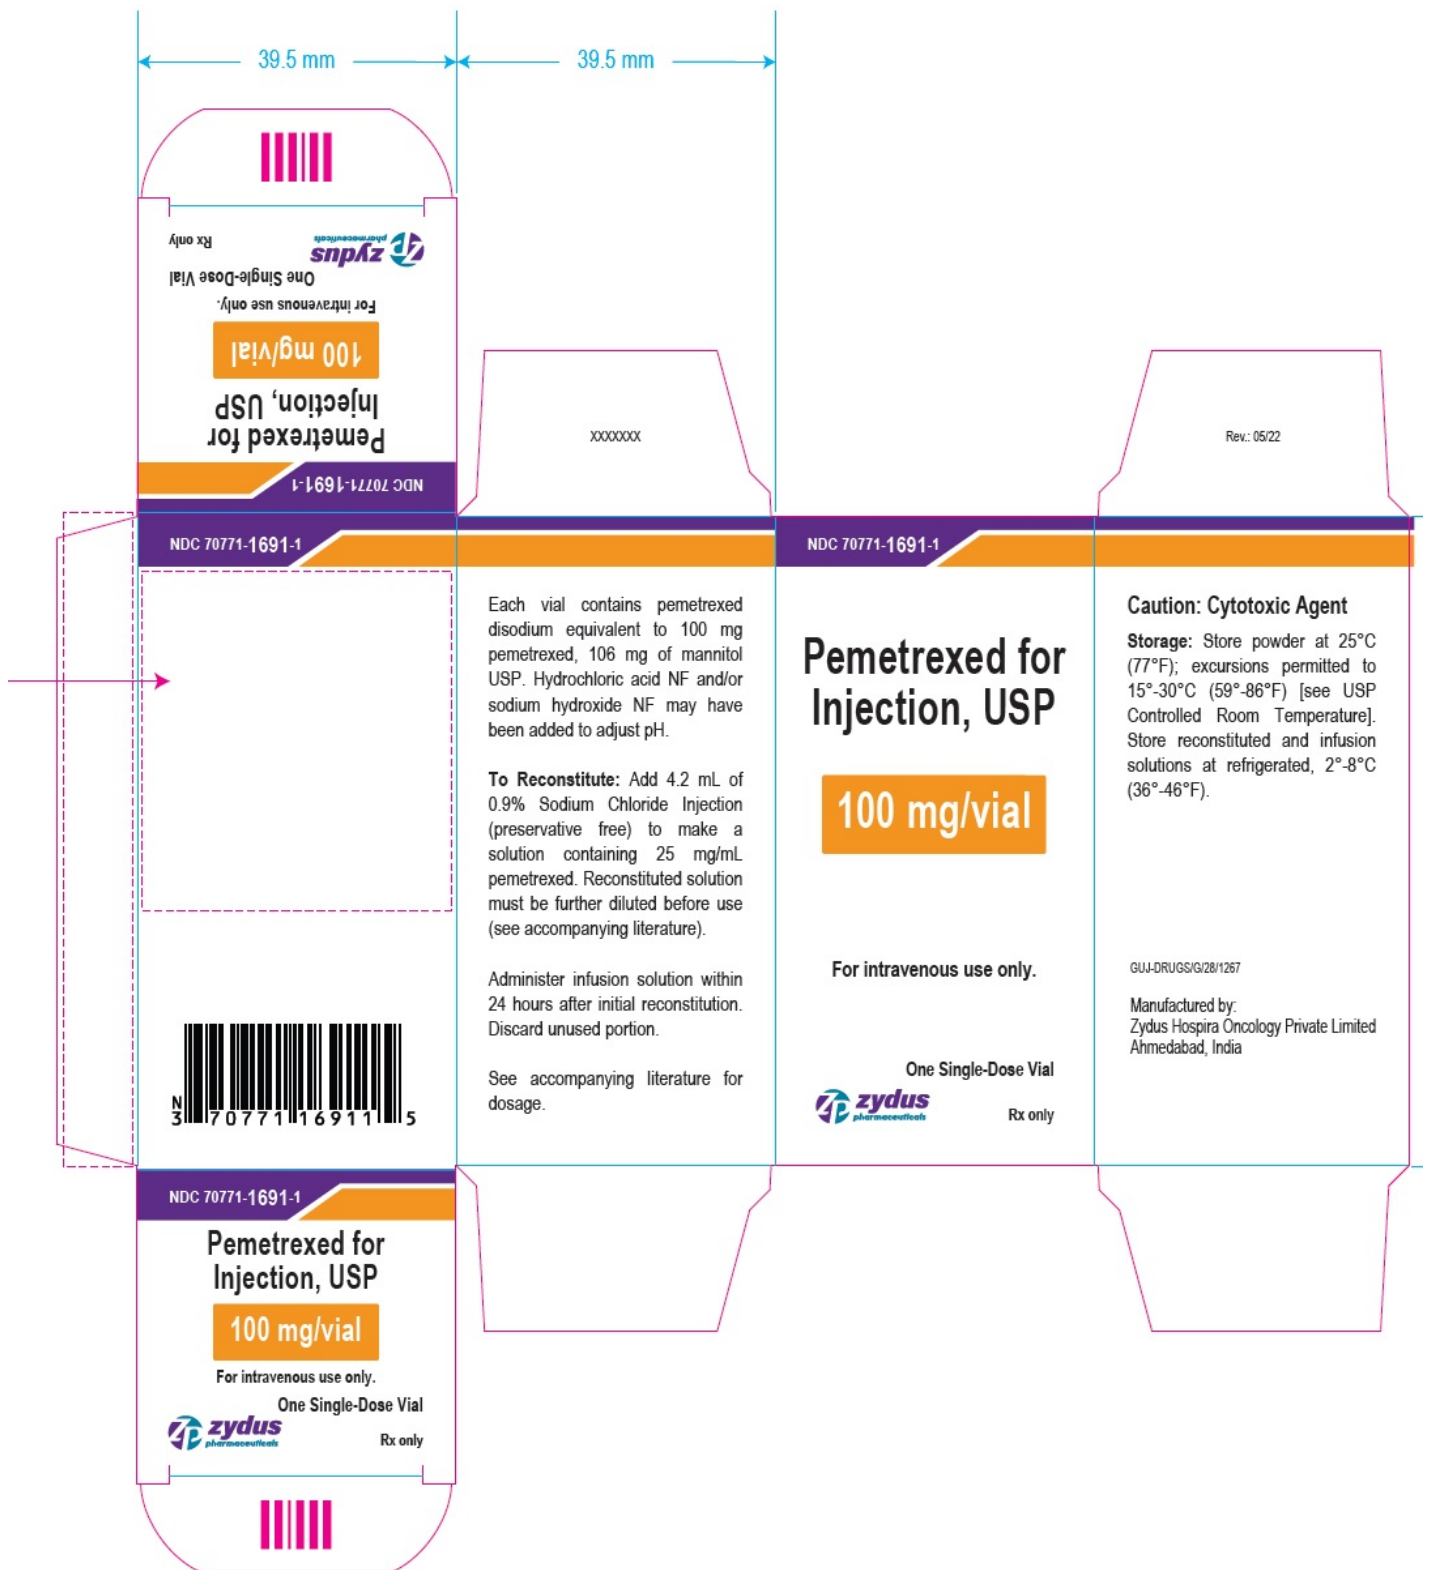 39.5 mm
39.5 mm
Rx only
zydus
pharmaceuticals
One Single-Dose Vial
For intravenous use only.
100 mg/vial
Pemetrexed for
Injection, USP
NDC 70771-1691-1
XXXXXXX
Rev.: 05/22
NDC 70771-1691-1
N
3 70771 16911 5
Each vial contains pemetrexed
disodium equivalent to 100 mg
pemetrexed, 106 mg of mannitol
USP. Hydrochloric acid NF and/or
sodium hydroxide NF may have
been added to adjust pH.
To Reconstitute: Add 4.2 mL of
0.9% Sodium Chloride Injection
(preservative free) to make a
solution containing 25 mg/mL
pemetrexed. Reconstituted solution
must be further diluted before use
(see accompanying literature).
Administer infusion solution within
24 hours after initial reconstitution.
Discard unused portion.
See accompanying literature for
dosage.
NDC 70771-1691-1
Pemetrexed for
Injection, USP
100 mg/vial
For intravenous use only.
One Single-Dose Vial
zydus
pharmaceuticals
Rx only
Caution: Cytotoxic Agent
Storage: Store powder at 25°C
(77°F); excursions permitted to
15°-30°C (59°-86°F) [see USP
Controlled Room Temperature].
Store reconstituted and infusion
solutions at refrigerated, 2°-8°C
(36°-46°F).
GUJ-DRUGS/G/28/1267
Manufactured by:
Zydus Hospira Oncology Private Limited
Ahmedabad, India
NDC 70771-1691-1
Pemetrexed for
Injection, USP
100 mg/vial
For intravenous use only.
One Single-Dose Vial
zydus
pharmaceuticals
Rx only